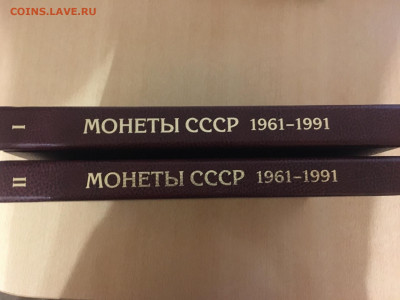 COINS.LAVE.RU
I МОНЕТЫ СССР 1961–1991
II МОНЕТЫ СССР 1961–1991